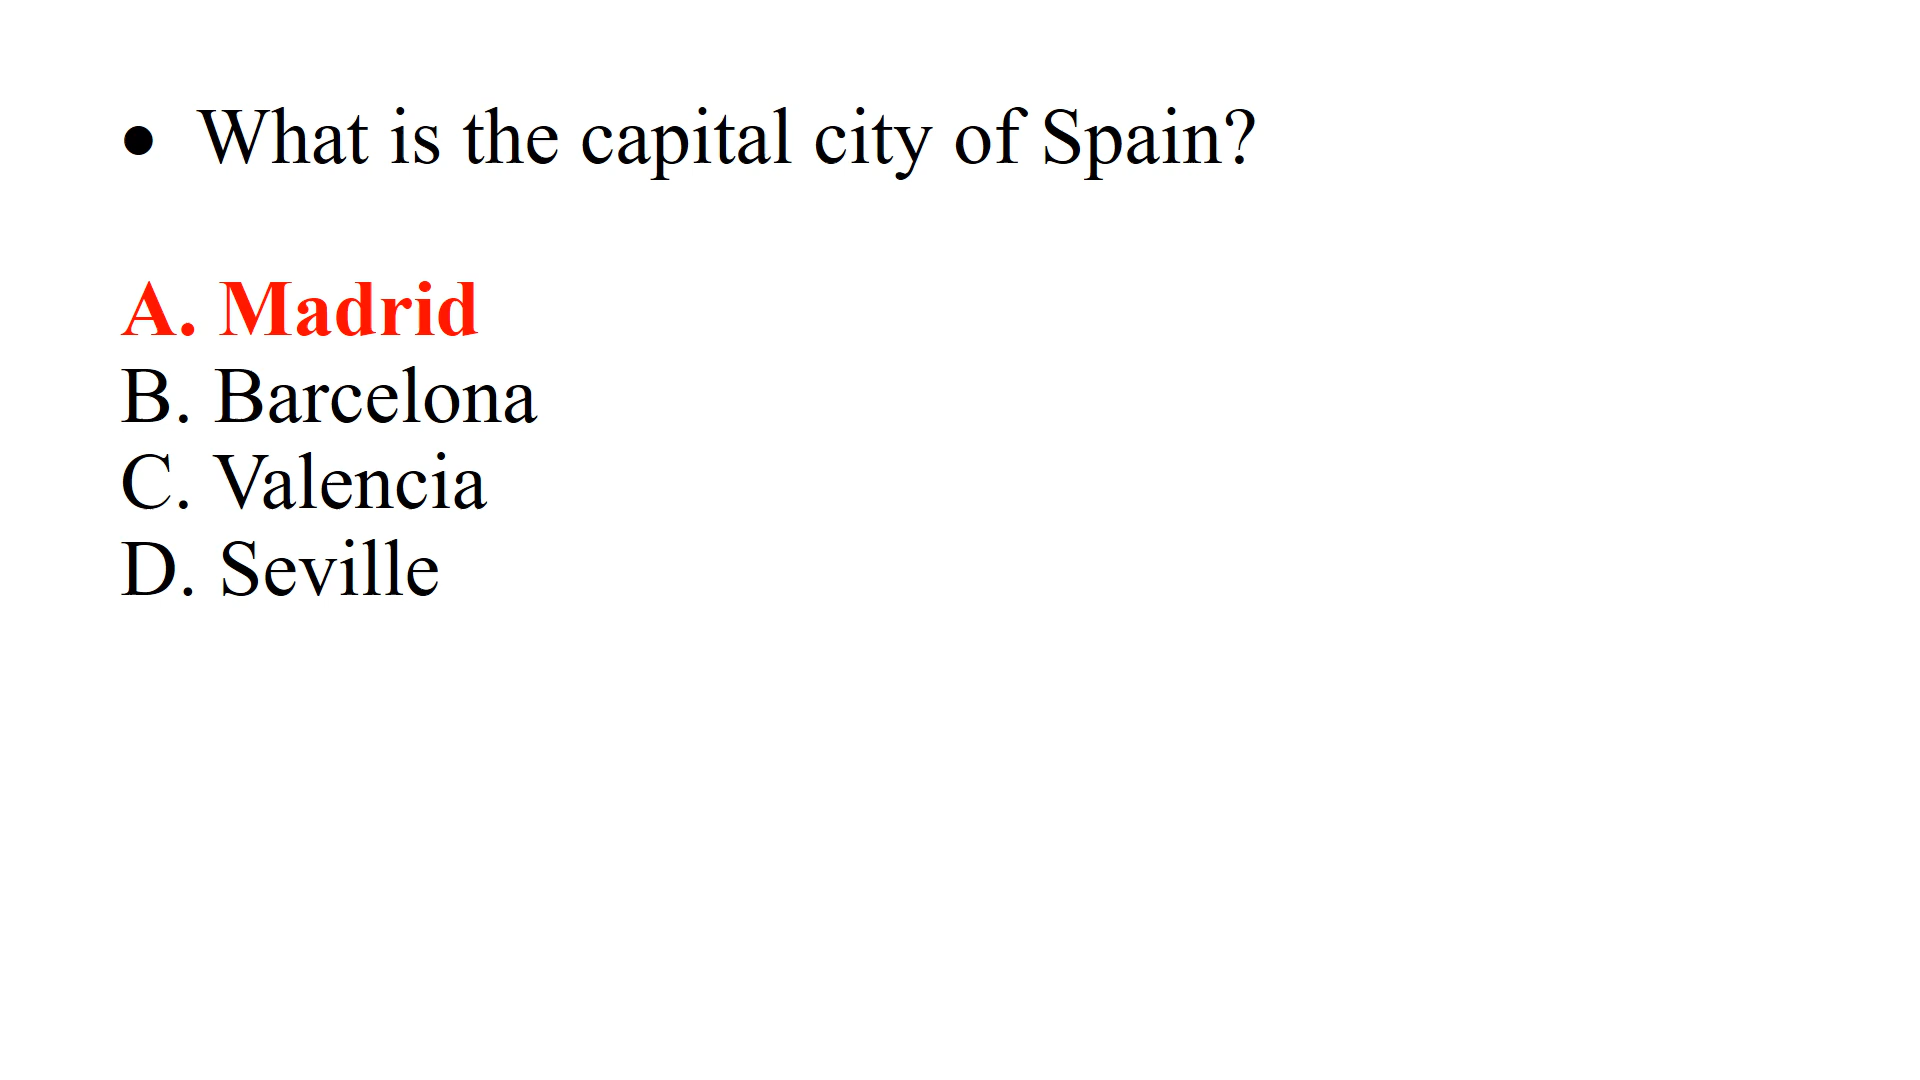 • What is the capital city of Spain?
A. Madrid
B. Barcelona
C. Valencia
D. Seville